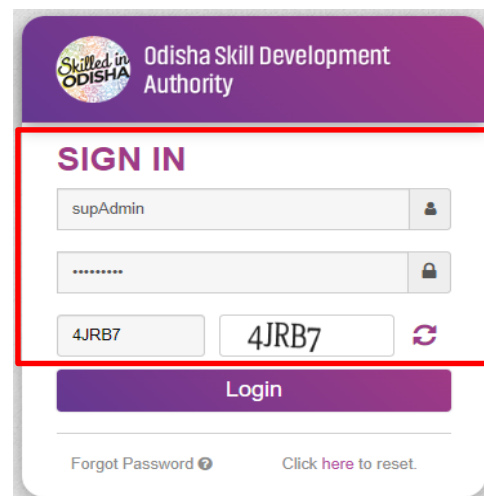 Skilled in
ODISHA
Odisha Skill Development
Authority
SIGN IN
supAdmin
•••••••••
4JRB7
4JRB7
Login
Forgot Password ?
Click here to reset.